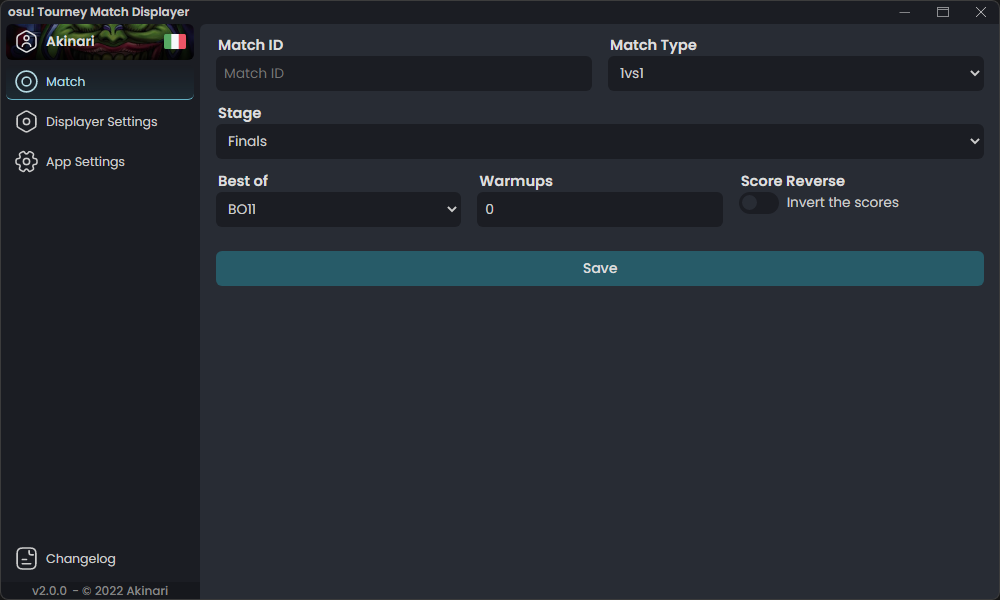 osu! Tourney Match Displayer
Akinari
Match
Displayer Settings
App Settings
Changelog
v2.0.0 - © 2022 Akinari
Match ID
Match ID
Match Type
1vs1
Stage
Finals
Best of
BO11
Warmups
0
Score Reverse
Invert the scores
Save